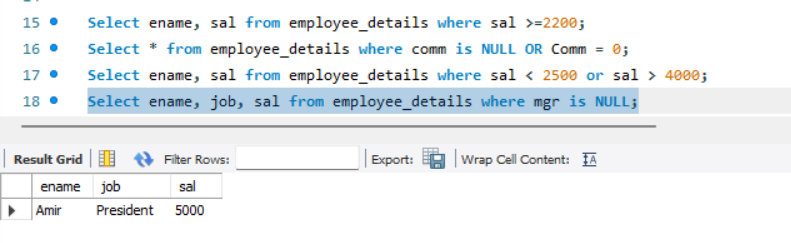 15 Select ename, sal from employee_details where sal >=2200;
16 Select * from employee_details where comm is NULL OR Comm = 0;
17 Select ename, sal from employee_details where sal < 2500 or sal > 4000;
18 Select ename, job, sal from employee_details where mgr is NULL;
Result Grid Filter Rows: Export: Wrap Cell Content: IA
ename job sal
Amir President 5000